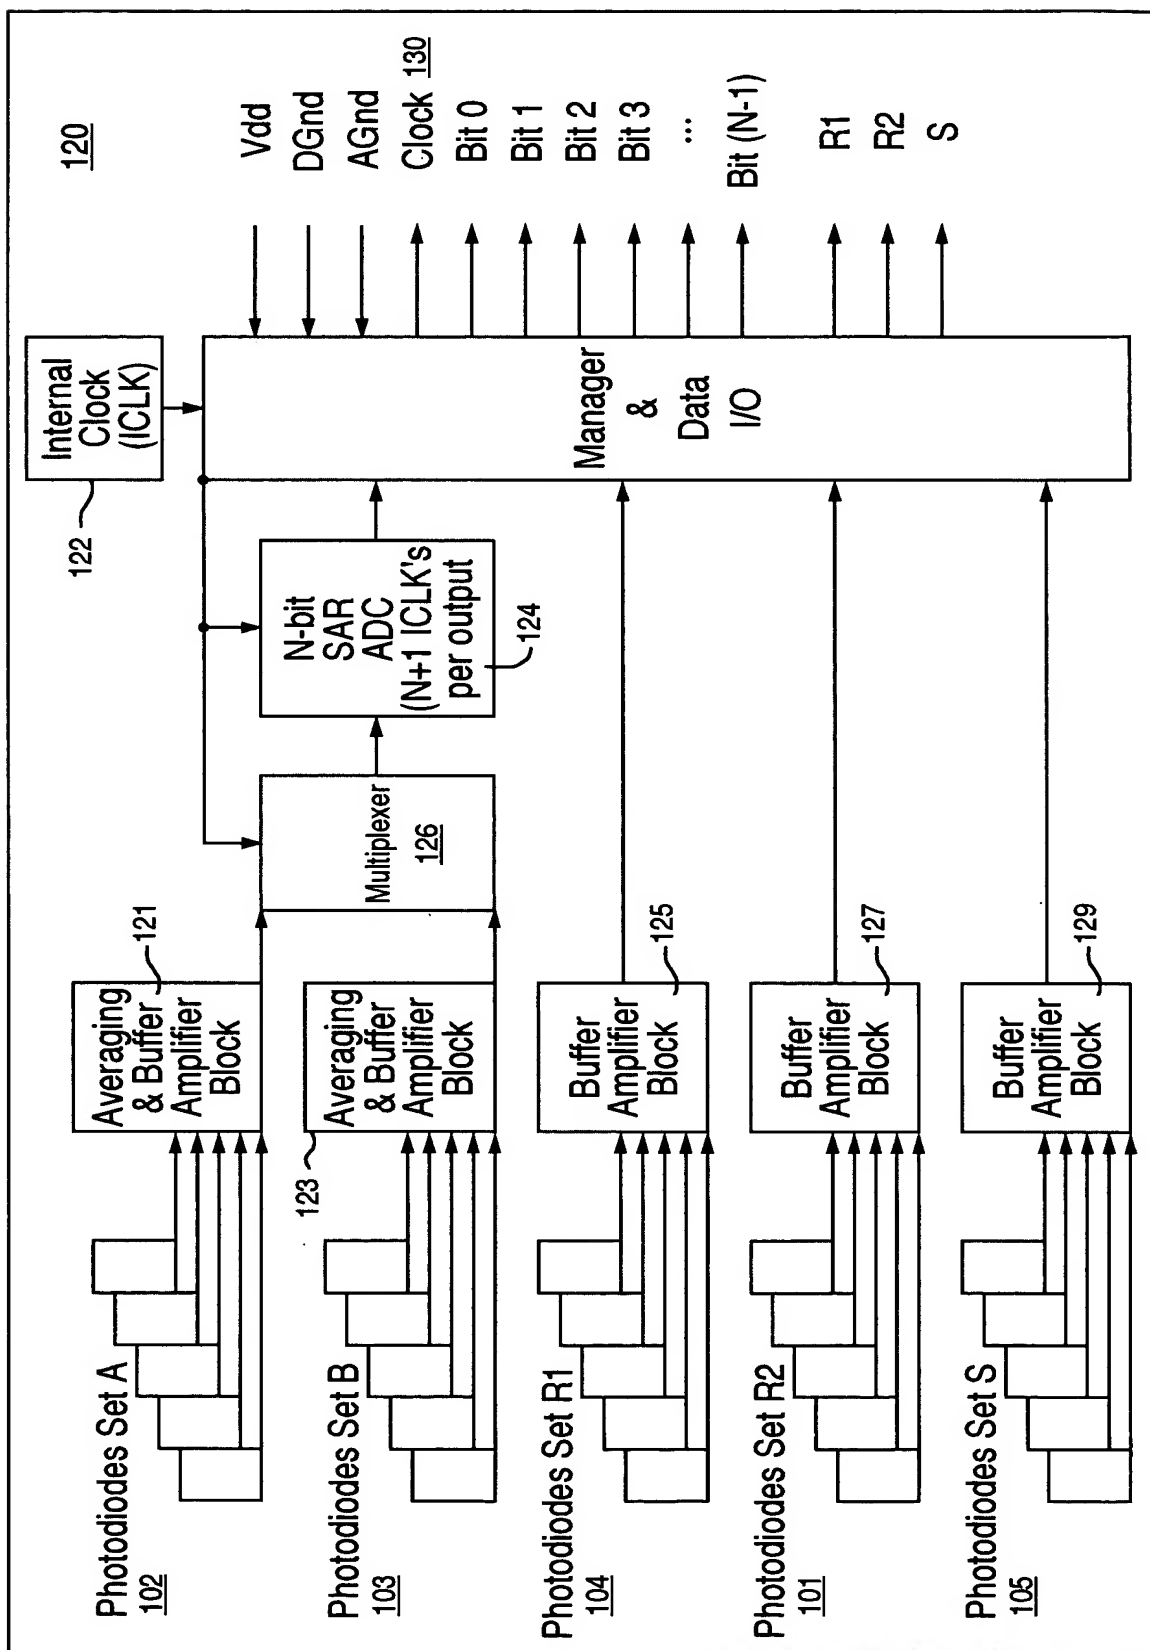 120
Internal
Clock
(ICLK)
122
Vdd
DGnd
AGnd
Clock 130
Bit 0
Bit 1
Bit 2
Bit 3
...
Bit (N-1)
R1
R2
S
Manager
&
Data
I/O
N-bit
SAR
ADC
(N+1 ICLK's
per output
124
Multiplexer
126
Averaging
& Buffer
Amplifier
Block
121
Photodiodes Set A
102
Averaging
& Buffer
Amplifier
Block
123
Photodiodes Set B
103
Buffer
Amplifier
Block
125
Photodiodes Set R1
104
Buffer
Amplifier
Block
127
Photodiodes Set R2
101
Buffer
Amplifier
Block
129
Photodiodes Set S
105